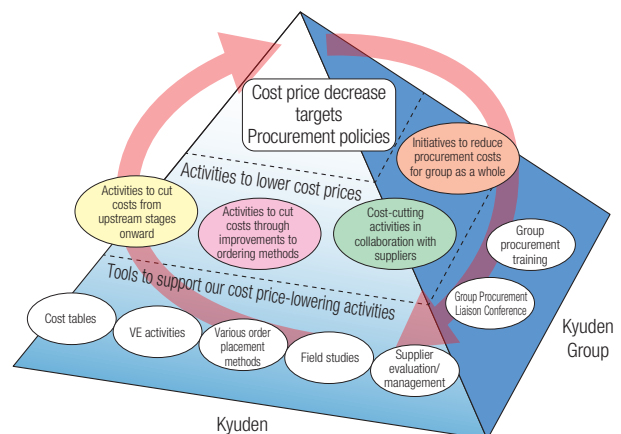 Cost price decrease
targets
Procurement policies
Initiatives to reduce
procurement costs
for group as a whole
Activities to lower cost prices
Activities to cut
costs from
upstream stages
onward
Activities to cut
costs through
improvements to
ordering methods
Cost-cutting
activities in
collaboration with
suppliers
Group
procurement
training
Tools to support our cost price-lowering activities
Group Procurement
Liaison Conference
Cost tables
VE activities
Various order
placement
methods
Field studies
Supplier
evaluation/
management
Kyuden
Group
Kyuden